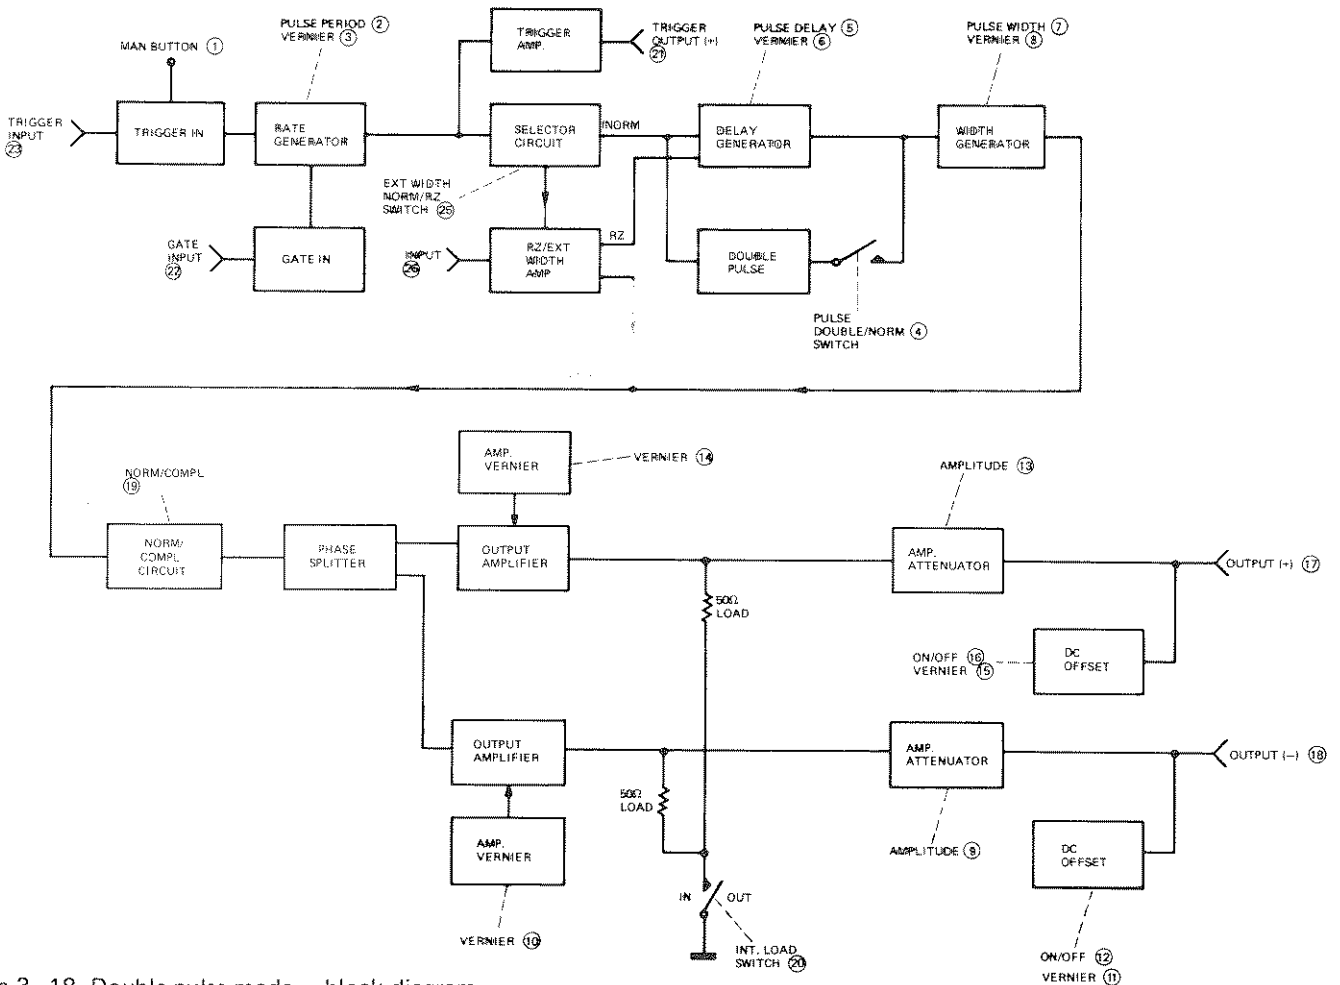 MAN BUTTON 1
PULSE PERIOD 2
VERNIER 3
TRIGGER
AMP.
TRIGGER
OUTPUT (+)
21
PULSE DELAY 5
VERNIER 6
PULSE WIDTH 7
VERNIER 8
TRIGGER
INPUT
23
TRIGGER IN
RATE
GENERATOR
SELECTOR
CIRCUIT
NORM
DELAY
GENERATOR
WIDTH
GENERATOR
EXT WIDTH
NORM/RZ
SWITCH 25
GATE
INPUT
22
GATE IN
INPUT
26
RZ/EXT
WIDTH
AMP
RZ
DOUBLE
PULSE
PULSE
DOUBLE/NORM 4
SWITCH
AMP.
VERNIER
VERNIER 14
AMPLITUDE 13
NORM/COMPL
19
NORM/
COMPL
CIRCUIT
PHASE
SPLITTER
OUTPUT
AMPLIFIER
AMP.
ATTENUATOR
OUTPUT (+) 17
50Ω
LOAD
ON/OFF 16
VERNIER 15
DC
OFFSET
OUTPUT
AMPLIFIER
AMP.
ATTENUATOR
OUTPUT (–) 18
50Ω
LOAD
AMP.
VERNIER
AMPLITUDE 9
DC
OFFSET
IN OUT
VERNIER 10
INT. LOAD
SWITCH 20
ON/OFF 12
VERNIER 11
3–18 Double pulse mode – block diagram